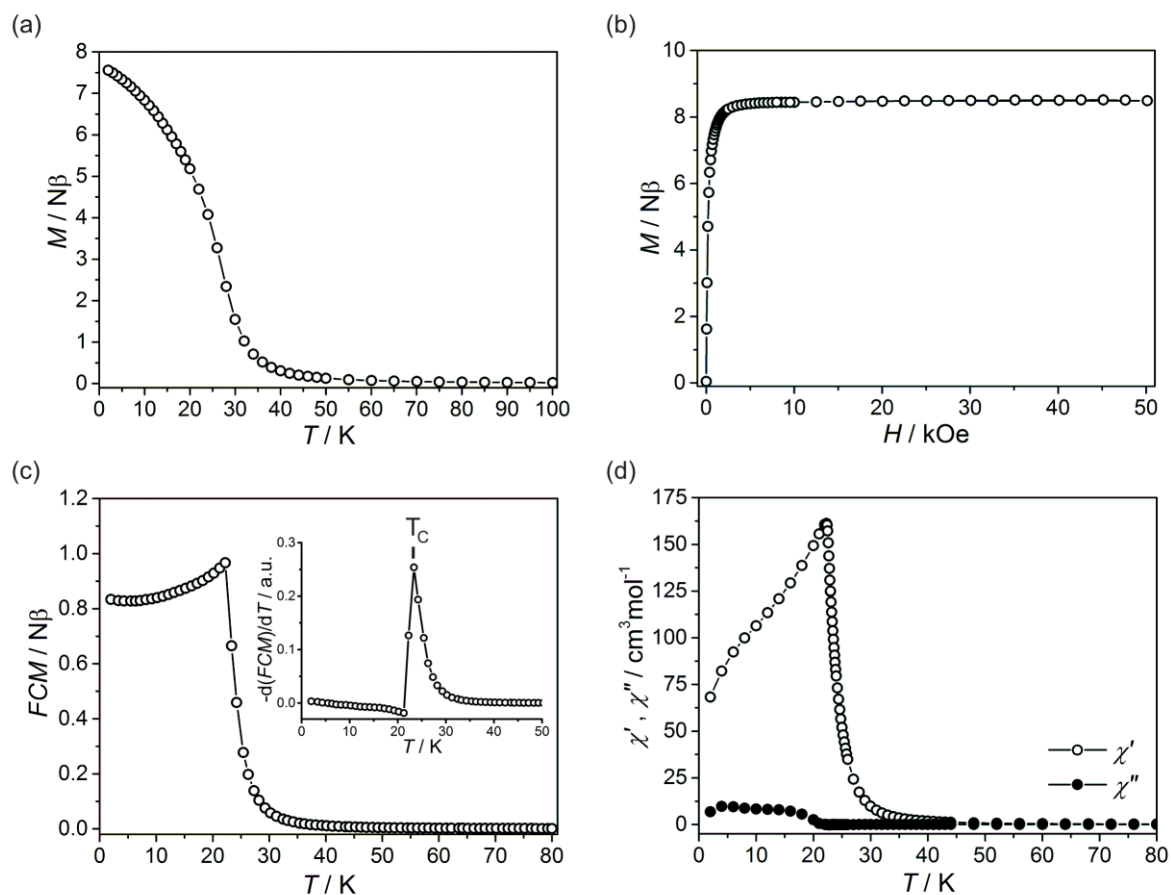 (a)
8
7
6
5
4
3
2
1
0
M / Nβ
0 10 20 30 40 50 60 70 80 90 100
T / K
(b)
10
8
6
4
2
0
M / Nβ
0 10 20 30 40 50
H / kOe
(c)
1.2
1.0
0.8
0.6
0.4
0.2
0.0
FCM / Nβ
0 10 20 30 40 50 60 70 80
T / K
T_C
0.3
0.2
0.1
0.0
-d(FCM)/dT / a.u.
0 10 20 30 40 50
T / K
(d)
175
150
125
100
75
50
25
0
χ' , χ'' / cm³mol⁻¹
χ'
χ''
0 10 20 30 40 50 60 70 80
T / K